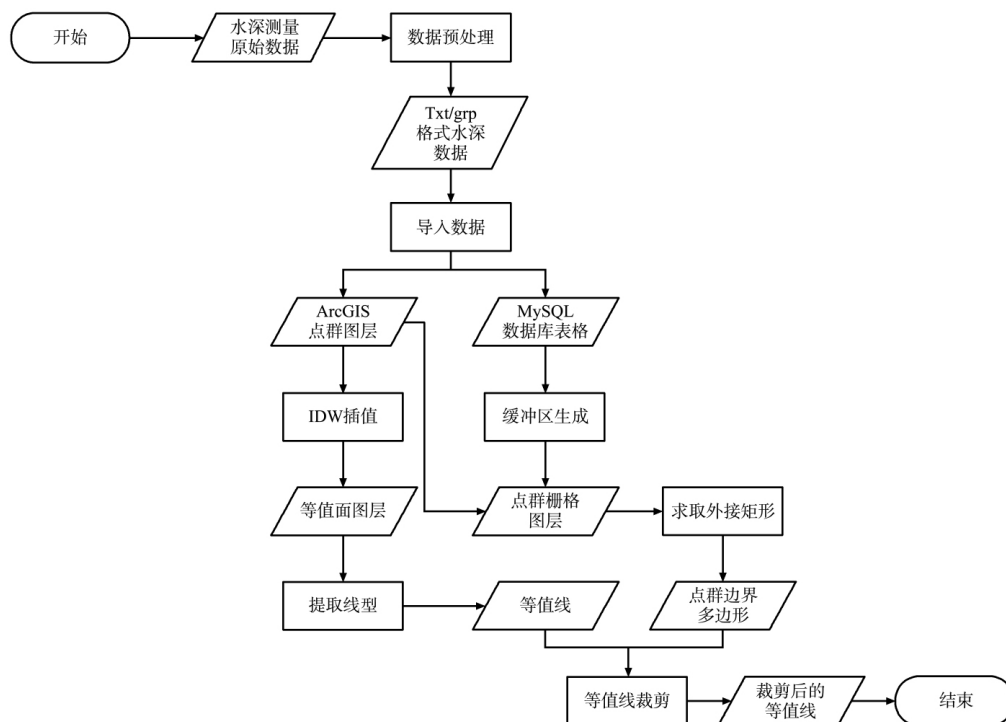 开始
水深测量
原始数据
数据预处理
Txt/grp
格式水深
数据
导入数据
ArcGIS
点群图层
MySQL
数据库表格
IDW插值
缓冲区生成
等值面图层
点群栅格
图层
求取外接矩形
提取线型
等值线
点群边界
多边形
等值线裁剪
裁剪后的
等值线
结束